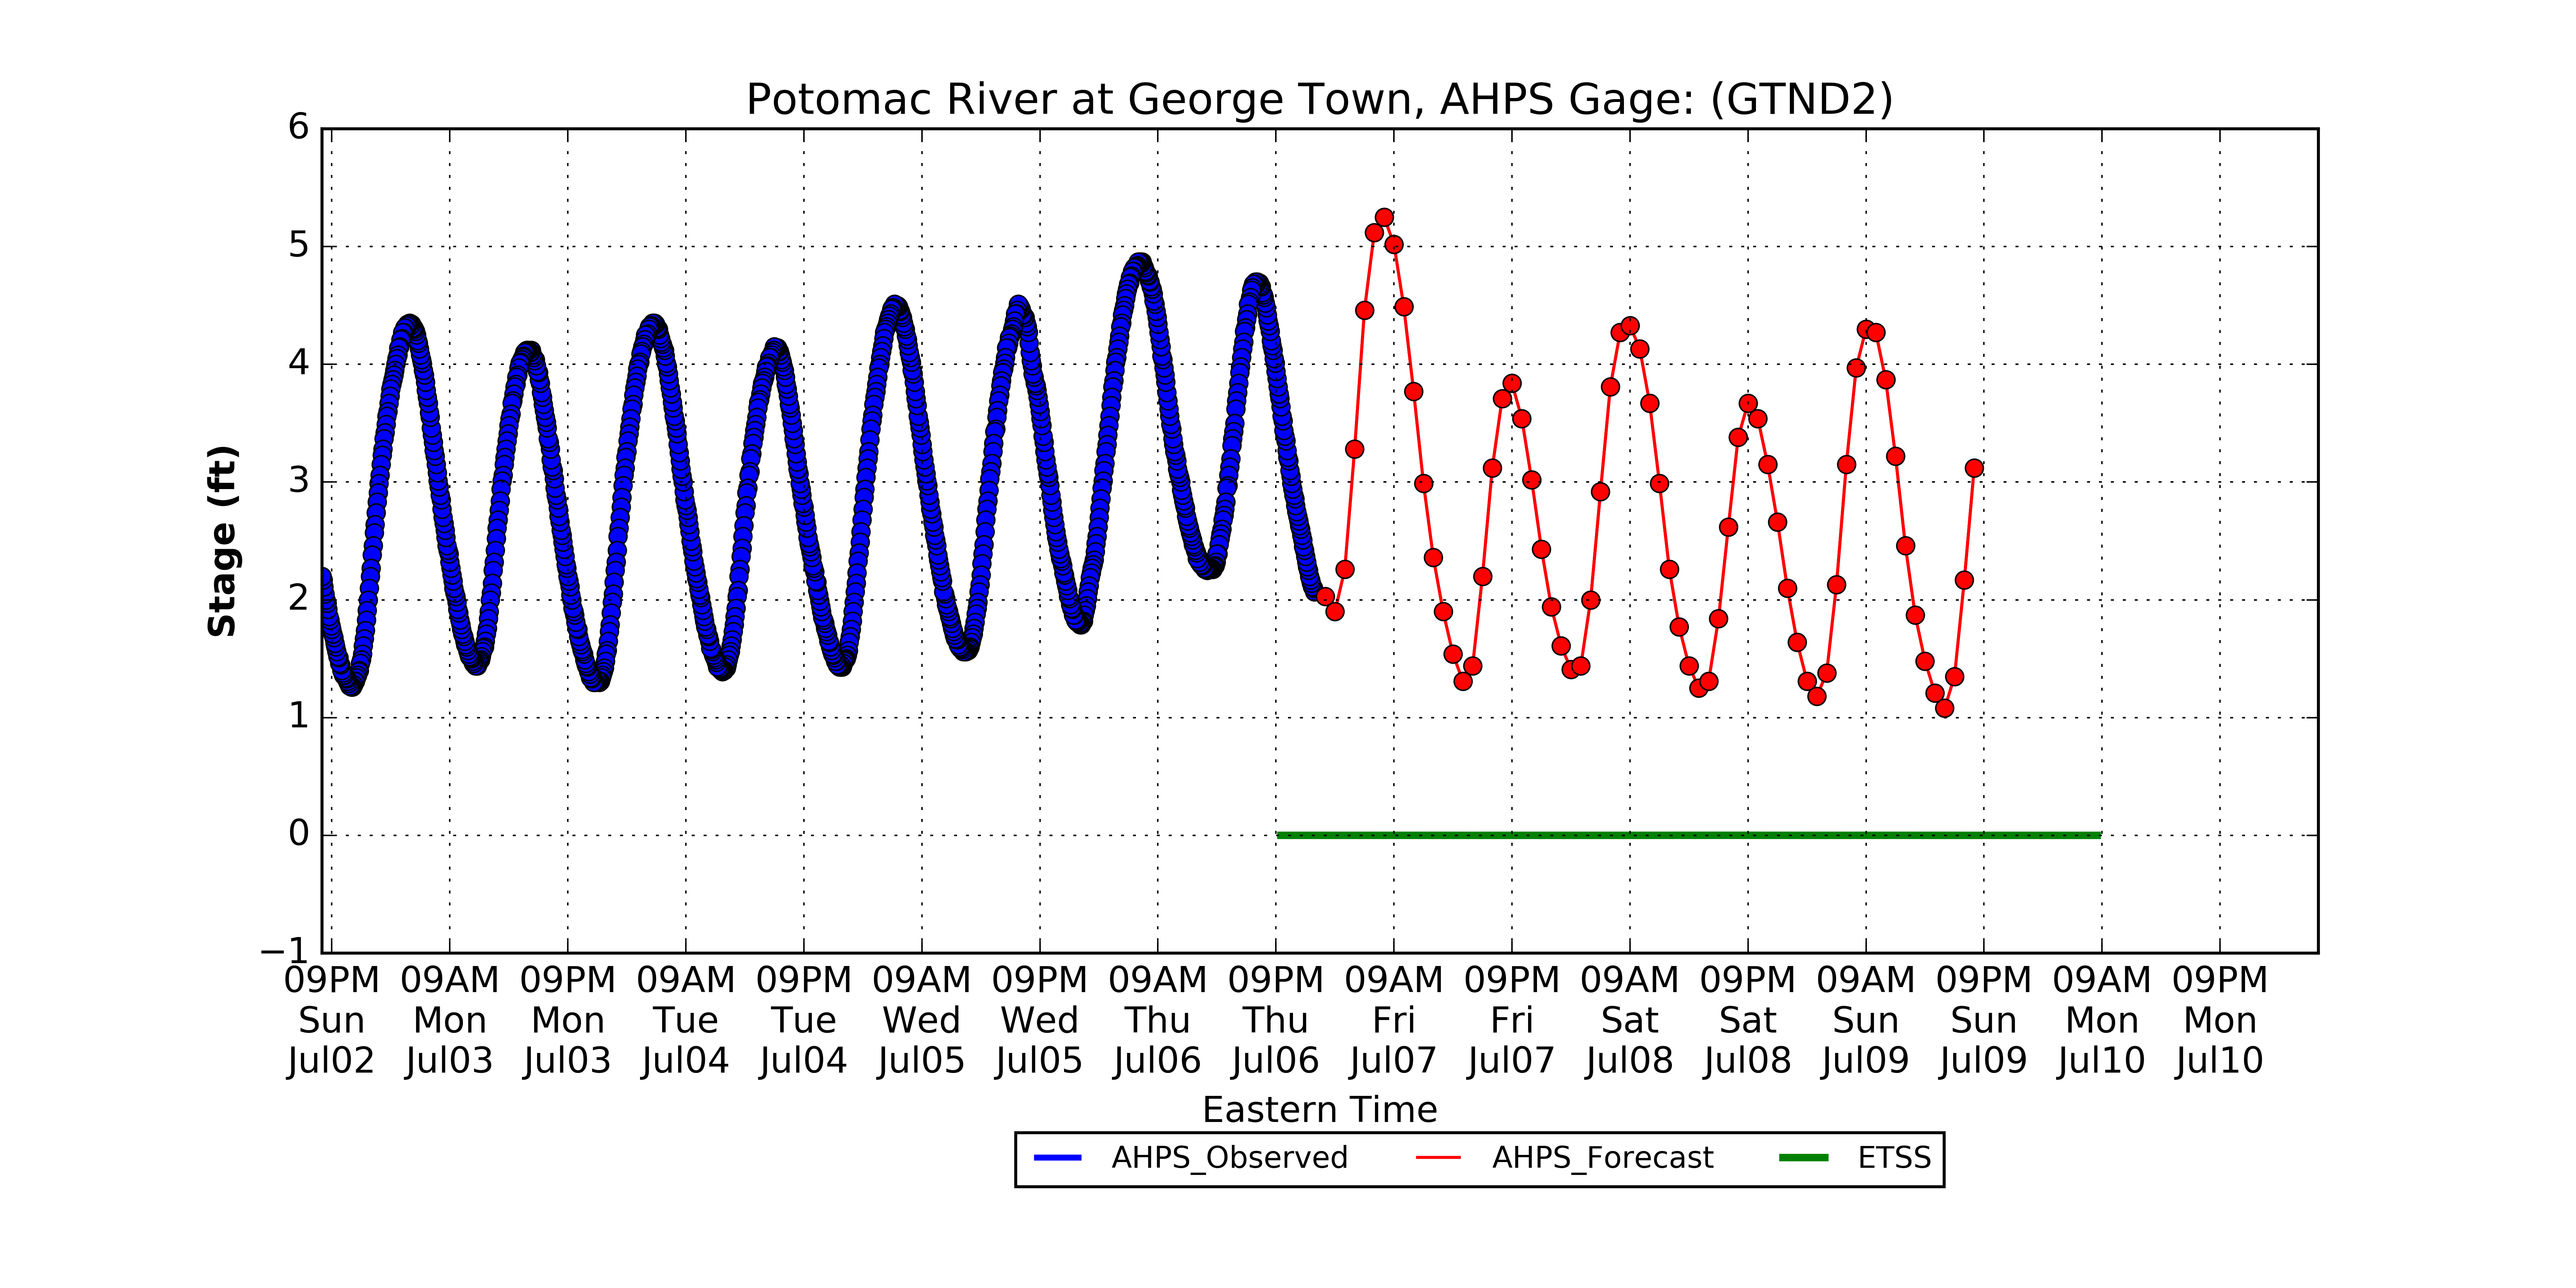 Potomac River at George Town, AHPS Gage: (GTND2)
6
5
4
3
2
1
0
−1
Stage (ft)
09PM 09AM 09PM 09AM 09PM 09AM 09PM 09AM 09PM 09AM 09PM 09AM 09PM 09AM 09PM 09AM 09PM
Sun Mon Mon Tue Tue Wed Wed Thu Thu Fri Fri Sat Sat Sun Sun Mon Mon
Jul02 Jul03 Jul03 Jul04 Jul04 Jul05 Jul05 Jul06 Jul06 Jul07 Jul07 Jul08 Jul08 Jul09 Jul09 Jul10 Jul10
Eastern Time
AHPS_Observed AHPS_Forecast ETSS